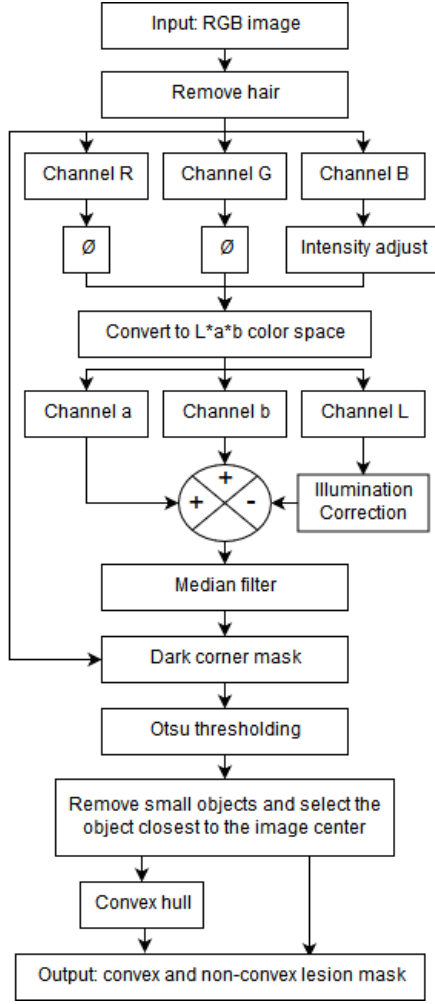 Input: RGB image
Remove hair
Channel R
Channel G
Channel B
Ø
Ø
Intensity adjust
Convert to L*a*b color space
Channel a
Channel b
Channel L
+
+
-
Illumination
Correction
Median filter
Dark corner mask
Otsu thresholding
Remove small objects and select the
object closest to the image center
Convex hull
Output: convex and non-convex lesion mask